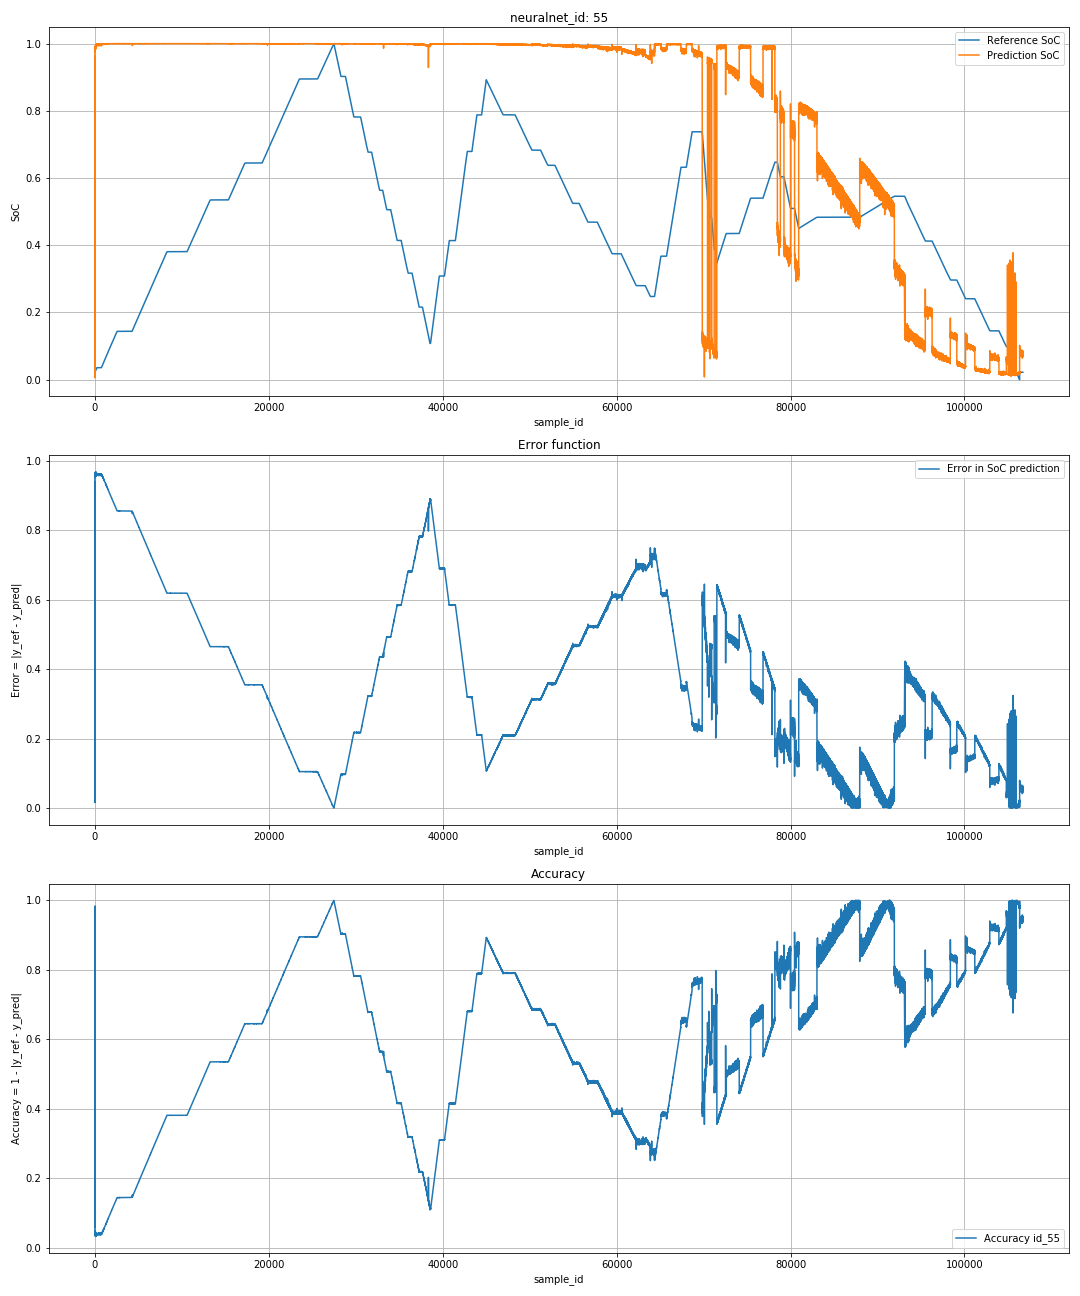 neuralnet_id: 55
Reference SoC
Prediction SoC
1.0
0.8
0.6
0.4
0.2
0.0
SoC
0 20000 40000 60000 80000 100000
sample_id
Error function
Error in SoC prediction
1.0
0.8
0.6
0.4
0.2
0.0
Error = |y_ref - y_pred|
0 20000 40000 60000 80000 100000
sample_id
Accuracy
1.0
0.8
0.6
0.4
0.2
0.0
Accuracy = 1 - |y_ref - y_pred|
Accuracy id_55
0 20000 40000 60000 80000 100000
sample_id